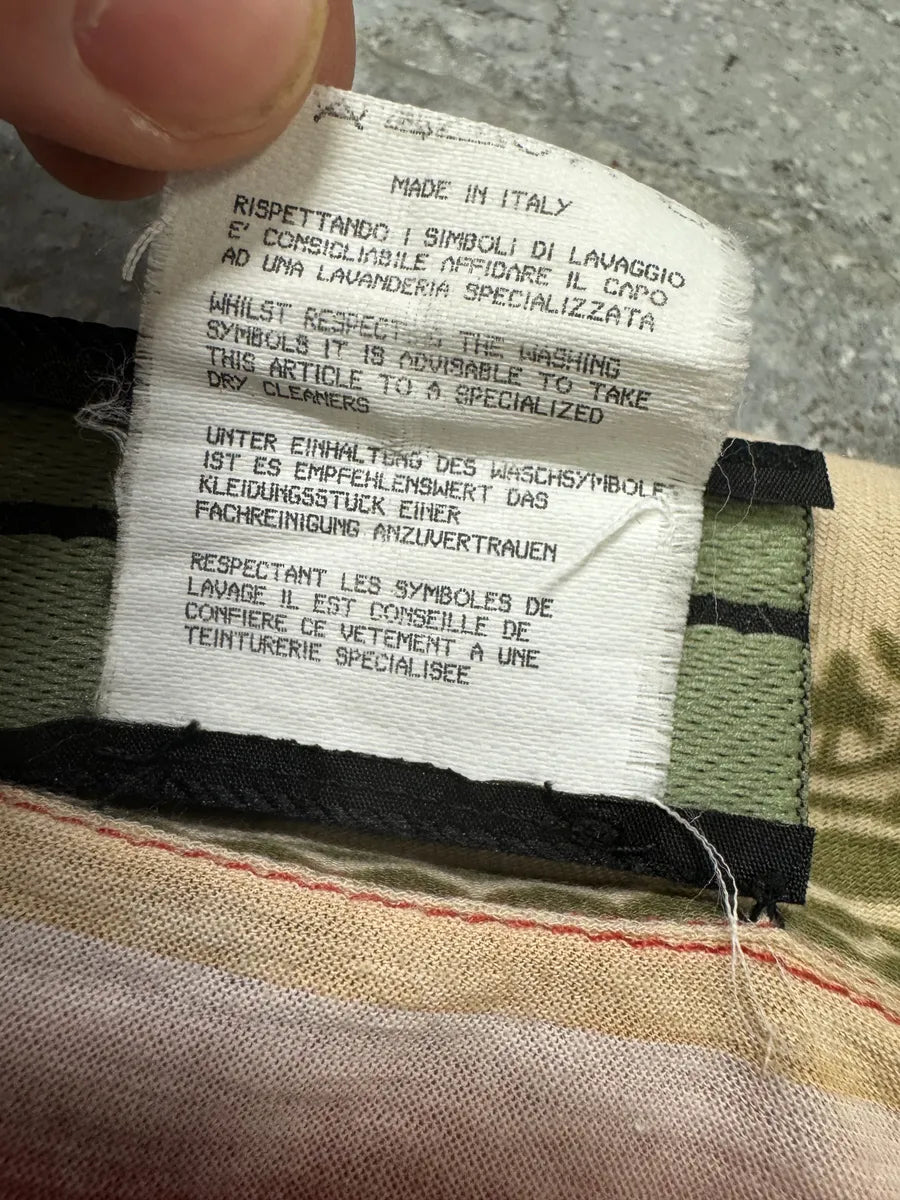 MADE IN ITALY
RISPETTANDO I SIMBOLI DI LAVAGGIO
E' CONSIGLIABILE AFFIDARE IL CAPO
AD UNA LAVANDERIA SPECIALIZZATA
WHILST RESPECTING THE WASHING
SYMBOLS IT IS ADVISABLE TO TAKE
THIS ARTICLE TO A SPECIALIZED
DRY CLEANERS
UNTER EINHALTUNG DES WASCHSYMBOLE
IST ES EMPFEHLENSWERT DAS
KLEIDUNGSSTUCK EINER
FACHREINIGUNG ANZUVERTRAUEN
RESPECTANT LES SYMBOLES DE
LAVAGE IL EST CONSEILLE DE
CONFIERE CE VETEMENT A UNE
TEINTURERIE SPECIALISEE